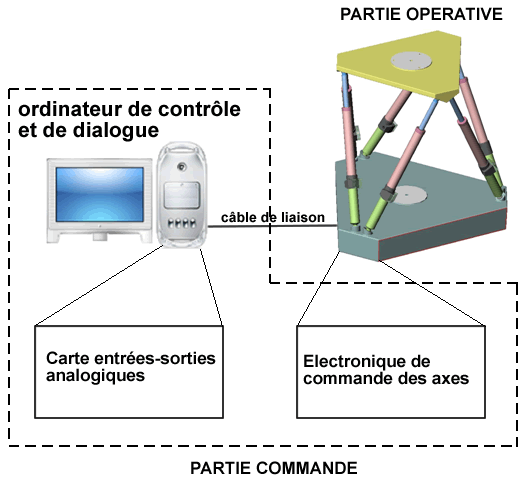 PARTIE OPERATIVE
ordinateur de contrôle
et de dialogue
câble de liaison
Carte entrées-sorties
analogiques
Electronique de
commande des axes
PARTIE COMMANDE